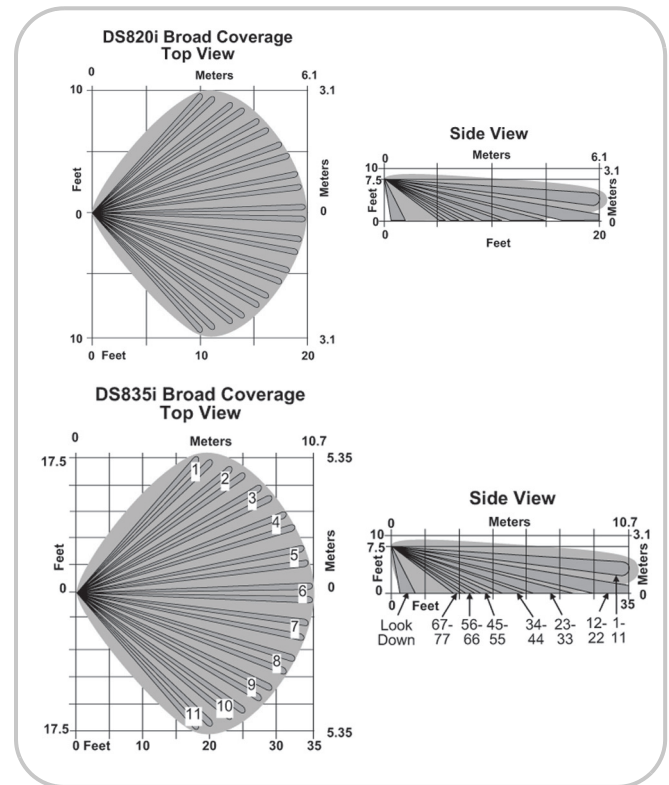 DS820i Broad Coverage
Top View
0 Meters 6.1
10 3.1
Feet
Meters
0 0
10 3.1
0 Feet 10 20
Side View
Meters
0 6.1
10 3.1
7.5
Feet
Meters
0 0
0 20
Feet
DS835i Broad Coverage
Top View
0 Meters 10.7
17.5 5.35
1
2
3
4
Feet
Meters
5
0 6 0
7
8
9
10
11
17.5 5.35
0 Feet 10 20 30 35
Side View
0 Meters 10.7
10 3.1
7.5
Feet
Meters
0 0
0 Feet 35
Look 67- 56- 45- 34- 23- 12- 1-
Down 77 66 55 44 33 22 11